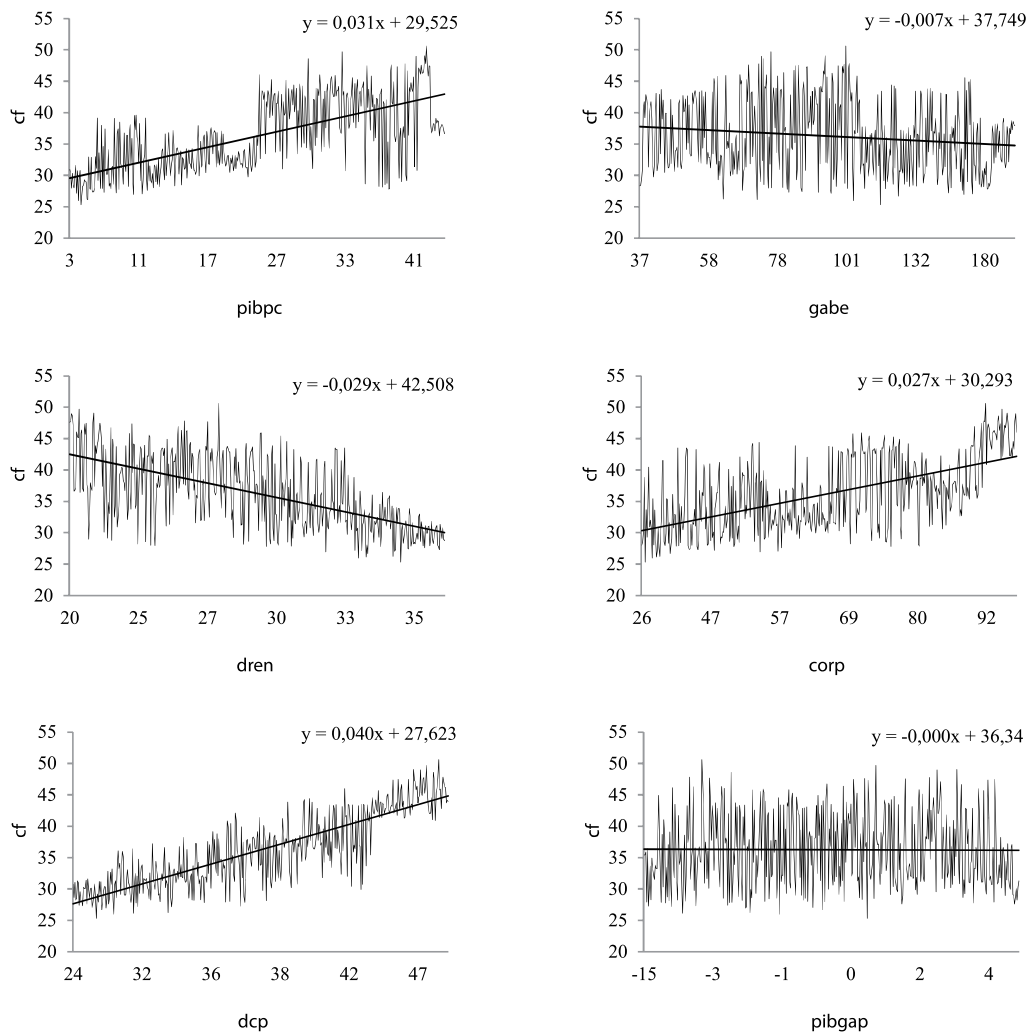 y = 0,031x + 29,525
55
50
45
40
35
30
25
20
cf
3 11 17 27 33 41
pibpc
y = -0,007x + 37,749
55
50
45
40
35
30
25
20
cf
37 58 78 101 132 180
gabe
y = -0,029x + 42,508
55
50
45
40
35
30
25
20
cf
20 25 27 30 33 35
dren
y = 0,027x + 30,293
55
50
45
40
35
30
25
20
cf
26 47 57 69 80 92
corp
y = 0,040x + 27,623
55
50
45
40
35
30
25
20
cf
24 32 36 38 42 47
dcp
y = -0,000x + 36,34
55
50
45
40
35
30
25
20
cf
-15 -3 -1 0 2 4
pibgap